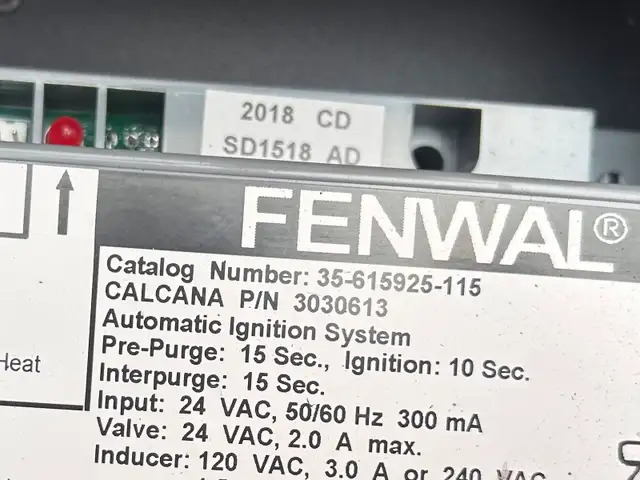 2018 CD
SD1518 AD
FENWAL®
Catalog Number: 35-615925-115
CALCANA P/N 3030613
Automatic Ignition System
Pre-Purge: 15 Sec., Ignition: 10 Sec.
Interpurge: 15 Sec.
Input: 24 VAC, 50/60 Hz 300 mA
Valve: 24 VAC, 2.0 A max.
Inducer: 120 VAC, 3.0 A or 240 VAC
Heat